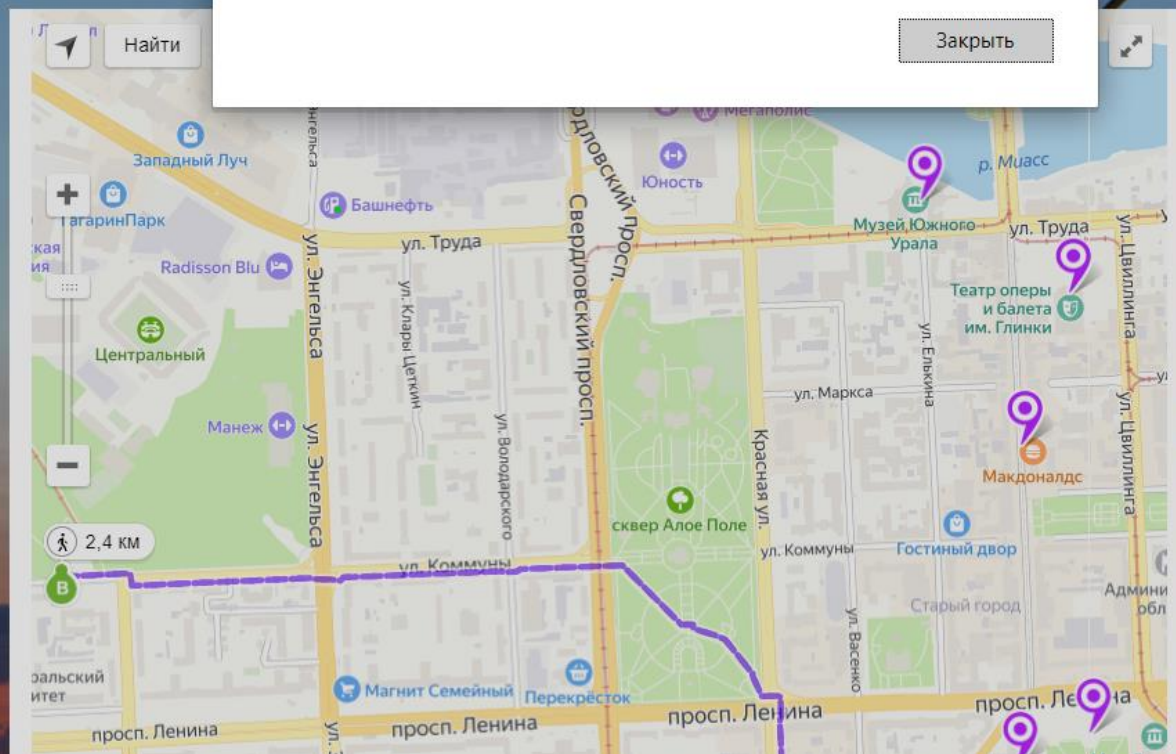 Найти
Закрыть
Мегаполис
Западный Луч
Юность
р. Миасс
ГагаринПарк
Башнефть
Музей Южного
Урала
ул. Труда
ул. Труда
Radisson Blu
ул. Энгельса
Свердловский просп.
ул. Цвиллинга
Театр оперы
и балета
им. Глинки
Центральный
ул. Клары Цеткин
Свердловский просп.
ул. Елькина
ул. Маркса
Манеж
ул. Энгельса
ул. Володарского
Красная ул.
Макдоналдс
ул. Цвиллинга
сквер Алое Поле
2,4 км
ул. Коммуны
ул. Коммуны
Гостиный двор
B
Старый город
ул. Васенко
Магнит Семейный
Перекрёсток
просп. Ленина
просп. Ленина
просп. Ленина